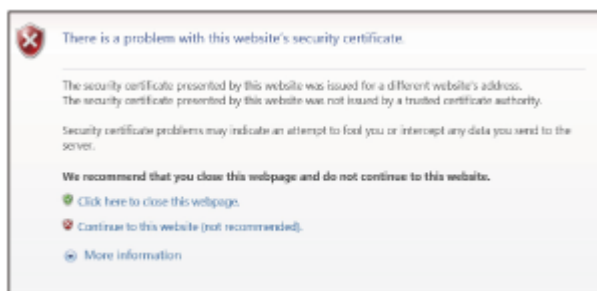 There is a problem with this website's security certificate.
The security certificate presented by this website was issued for a different website's address.
The security certificate presented by this website was not issued by a trusted certificate authority.
Security certificate problems may indicate an attempt to fool you or intercept any data you send to the
server.
We recommend that you close this webpage and do not continue to this website.
Click here to close this webpage.
Continue to this website (not recommended).
More information